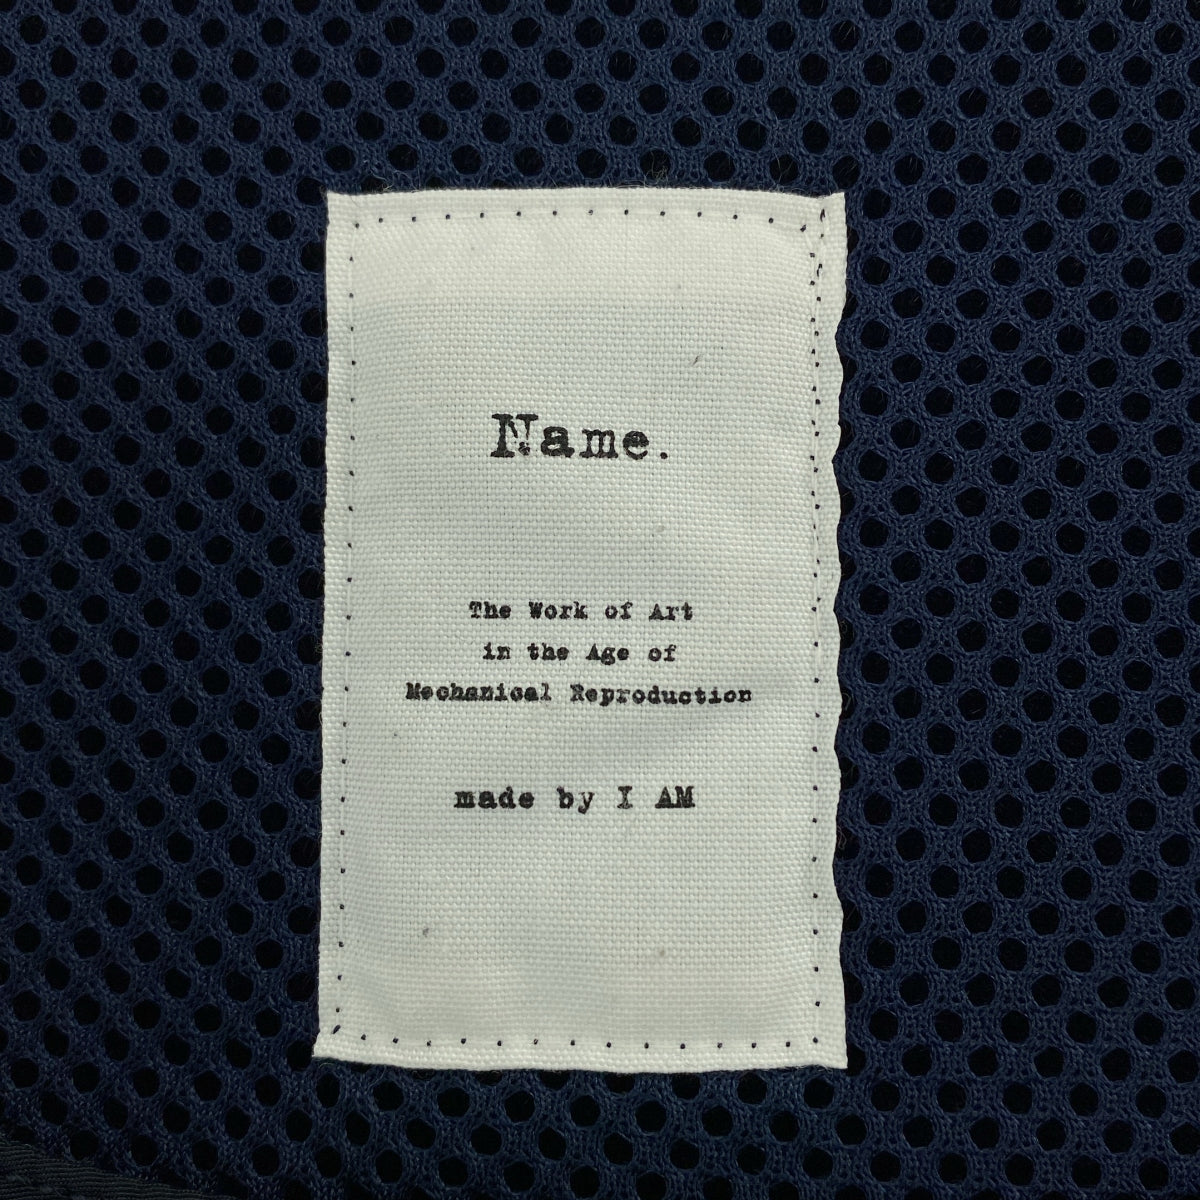 Name.
The Work of Art
in the Age of
Mechanical Reproduction
made by I AM